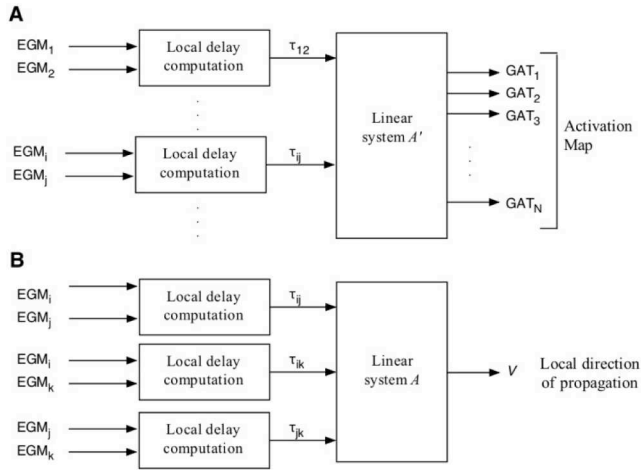 A
EGM1
EGM2
Local delay
computation
τ12
EGMi
EGMj
Local delay
computation
τij
Linear
system A'
GAT1
GAT2
GAT3
GATN
Activation
Map
B
EGMi
EGMj
Local delay
computation
τij
EGMi
EGMk
Local delay
computation
τik
EGMj
EGMk
Local delay
computation
τjk
Linear
system A
V
Local direction
of propagation